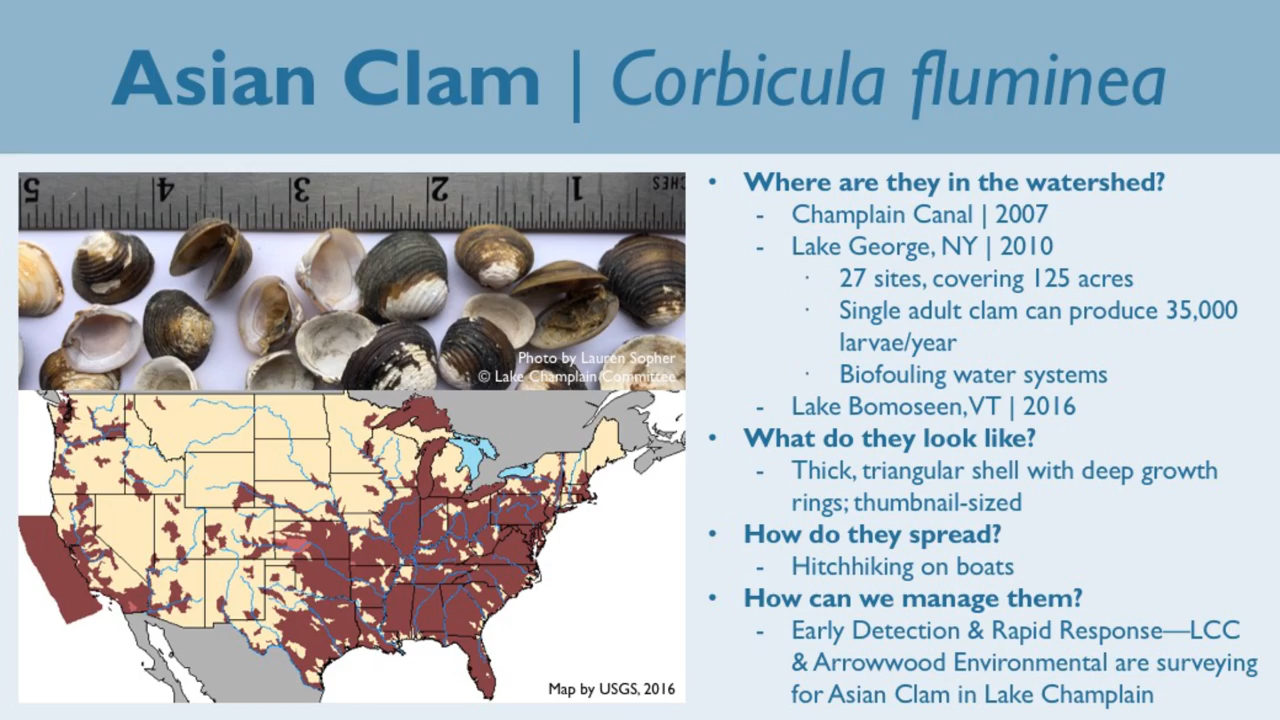 Asian Clam | Corbicula fluminea
5 4 3 2 1 CHES
Photo by Lauren Sopher
© Lake Champlain Committee
Map by USGS, 2016
• Where are they in the watershed?
- Champlain Canal | 2007
- Lake George, NY | 2010
· 27 sites, covering 125 acres
· Single adult clam can produce 35,000
larvae/year
· Biofouling water systems
- Lake Bomoseen, VT | 2016
• What do they look like?
- Thick, triangular shell with deep growth
rings; thumbnail-sized
• How do they spread?
- Hitchhiking on boats
• How can we manage them?
- Early Detection & Rapid Response—LCC
& Arrowwood Environmental are surveying
for Asian Clam in Lake Champlain